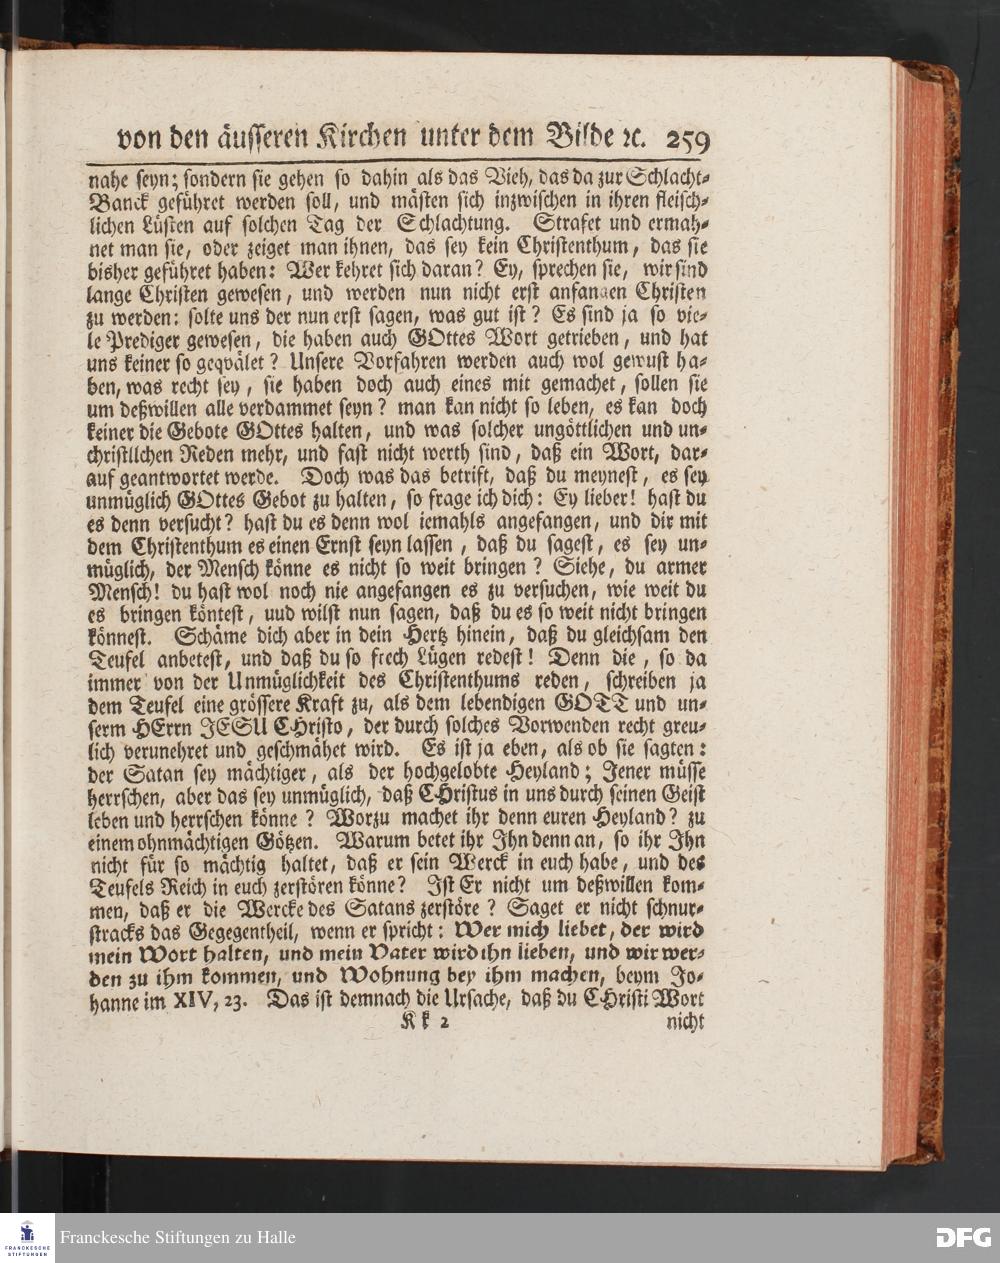 von den äusseren Kirchen unter dem Bilde ꝛc. 259
nahe seyn; sondern sie gehen so dahin als das Vieh, das da zur Schlacht-
Banck geführet werden soll, und mästen sich inzwischen in ihren fleisch-
lichen Lüsten auf solchen Tag der Schlachtung. Strafet und ermah-
net man sie, oder zeiget man ihnen, das sey kein Christenthum, das sie
bisher geführet haben: Wer kehret sich daran? Ey, sprechen sie, wir sind
lange Christen gewesen, und werden nun nicht erst anfangen Christen
zu werden: solte uns der nun erst sagen, was gut ist? Es sind ja so vie-
le Prediger gewesen, die haben auch GOttes Wort getrieben, und hat
uns keiner so geqvälet? Unsere Vorfahren werden auch wol gewust ha-
ben, was recht sey, sie haben doch auch eines mit gemachet, sollen sie
um deßwillen alle verdammet seyn? man kan nicht so leben, es kan doch
keiner die Gebote GOttes halten, und was solcher ungöttlichen und un-
christllchen Reden mehr, und fast nicht werth sind, daß ein Wort, dar-
auf geantwortet werde. Doch was das betrift, daß du meynest, es sey
unmüglich GOttes Gebot zu halten, so frage ich dich: Ey lieber! hast du
es denn versucht? hast du es denn wol iemahls angefangen, und dir mit
dem Christenthum es einen Ernst seyn lassen, daß du sagest, es sey un-
müglich, der Mensch könne es nicht so weit bringen? Siehe, du armer
Mensch! du hast wol noch nie angefangen es zu versuchen, wie weit du
es bringen köntest, uud wilst nun sagen, daß du es so weit nicht bringen
könnest. Schäme dich aber in dein Hertz hinein, daß du gleichsam den
Teufel anbetest, und daß du so frech Lügen redest! Denn die, so da
immer von der Unmüglichkeit des Christenthums reden, schreiben ja
dem Teufel eine grössere Kraft zu, als dem lebendigen GOTT und un-
serm HErrn JESU CHristo, der durch solches Vorwenden recht greu-
lich verunehret und geschmähet wird. Es ist ja eben, als ob sie sagten:
der Satan sey mächtiger, als der hochgelobte Heyland; Jener müsse
herrschen, aber das sey unmüglich, daß CHristus in uns durch seinen Geist
leben und herrschen könne? Worzu machet ihr denn euren Heyland? zu
einem ohnmächtigen Götzen. Warum betet ihr Ihn denn an, so ihr Ihn
nicht für so mächtig haltet, daß er sein Werck in euch habe, und des
Teufels Reich in euch zerstören könne? Ist Er nicht um deßwillen kom-
men, daß er die Wercke des Satans zerstöre? Saget er nicht schnur-
stracks das Gegegentheil, wenn er spricht: Wer mich liebet, der wird
mein Wort halten, und mein Vater wird ihn lieben, und wir wer-
den zu ihm kommen, und Wohnung bey ihm machen, beym Jo-
hanne im XIV, 23. Das ist demnach die Ursache, daß du CHristi Wort
K k 2 nicht
FRANCKESCHE
STIFTUNGEN
Franckesche Stiftungen zu Halle
DFG